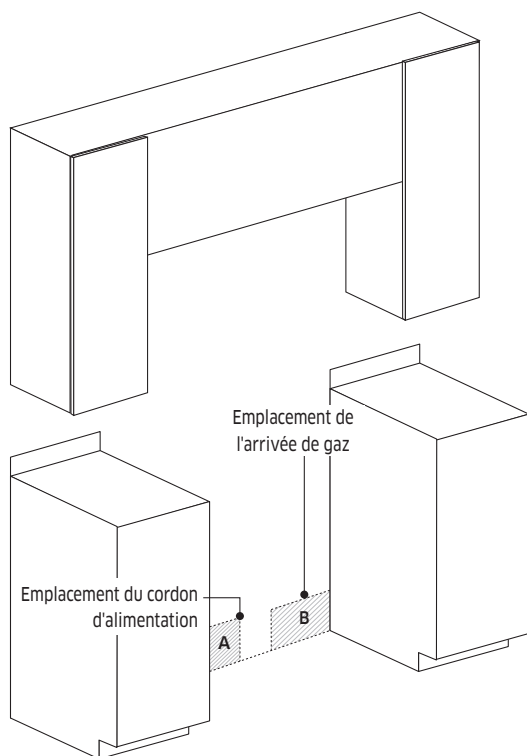 Emplacement de
l'arrivée de gaz
Emplacement du cordon
d'alimentation
A
B